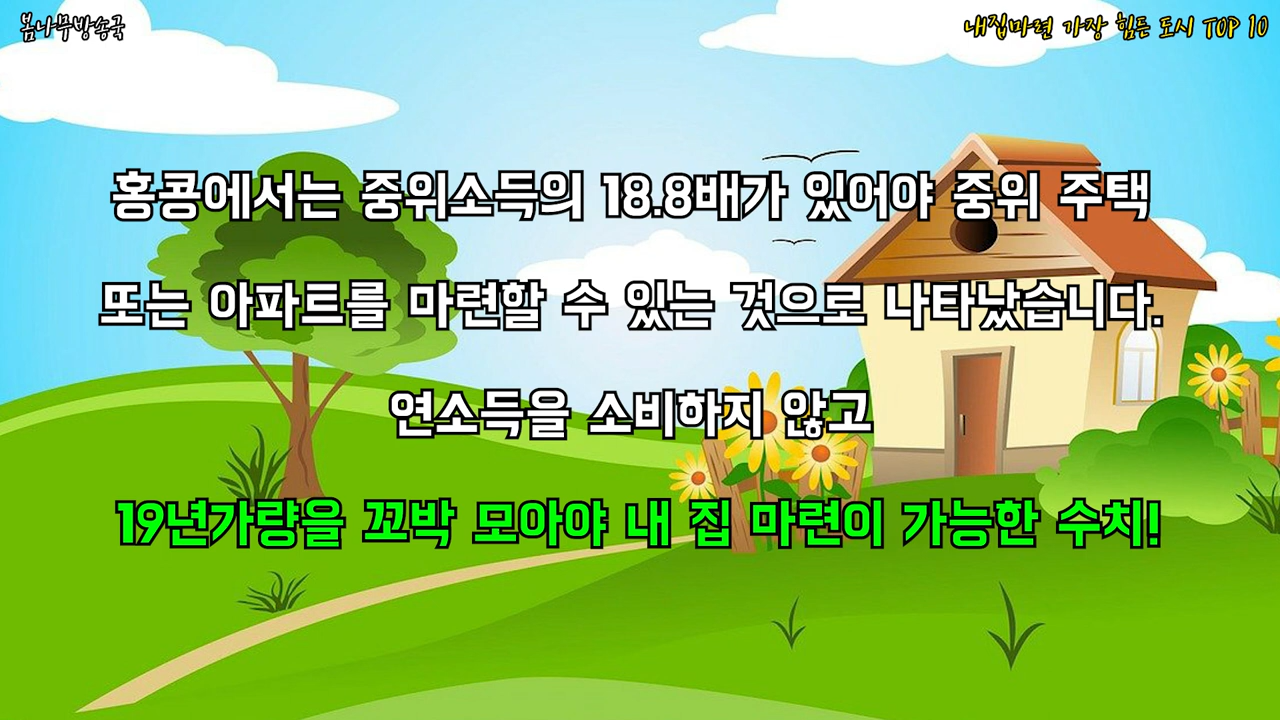 봄나무방송국
내집마련 가장 힘든 도시 TOP 10
홍콩에서는 중위소득의 18.8배가 있어야 중위 주택
또는 아파트를 마련할 수 있는 것으로 나타났습니다.
연소득을 소비하지 않고
19년가량을 꼬박 모아야 내 집 마련이 가능한 수치!